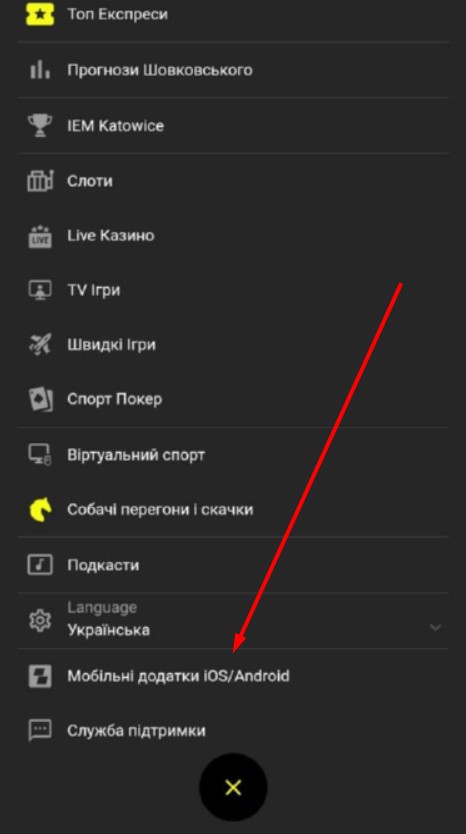 Топ Експреси
Прогнози Шовковського
IEM Katowice
Слоти
LIVE
Live Казино
TV Ігри
Швидкі Ігри
Спорт Покер
Віртуальний спорт
Собачі перегони і скачки
Подкасти
Language
Українська
Мобільні додатки iOS/Android
Служба підтримки